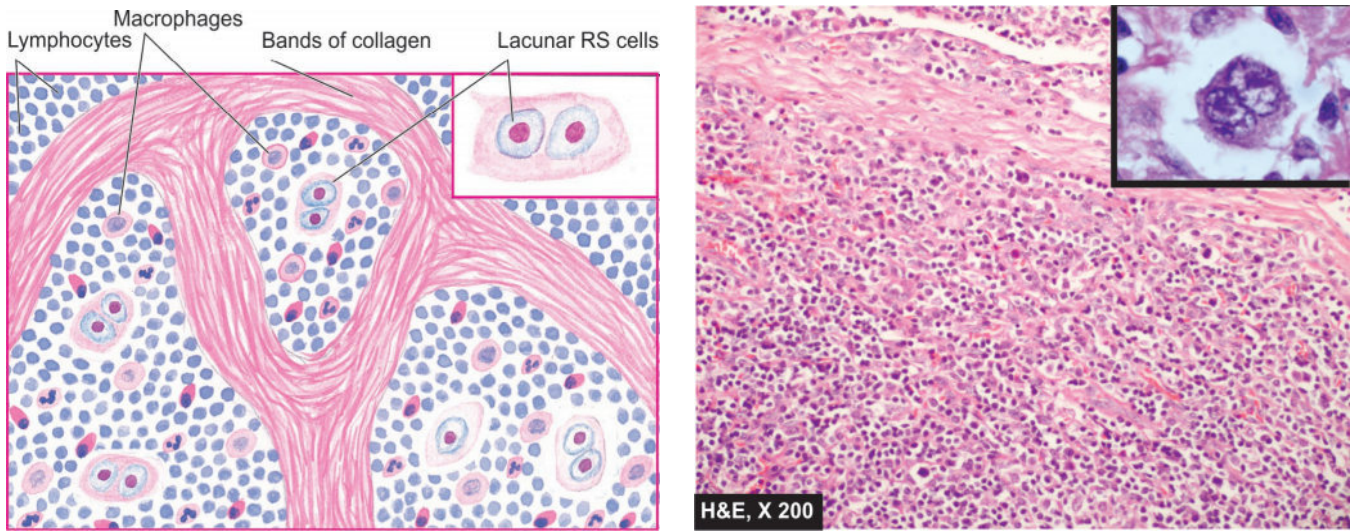 Macrophages
Lymphocytes
Bands of collagen
Lacunar RS cells
H&E, X 200